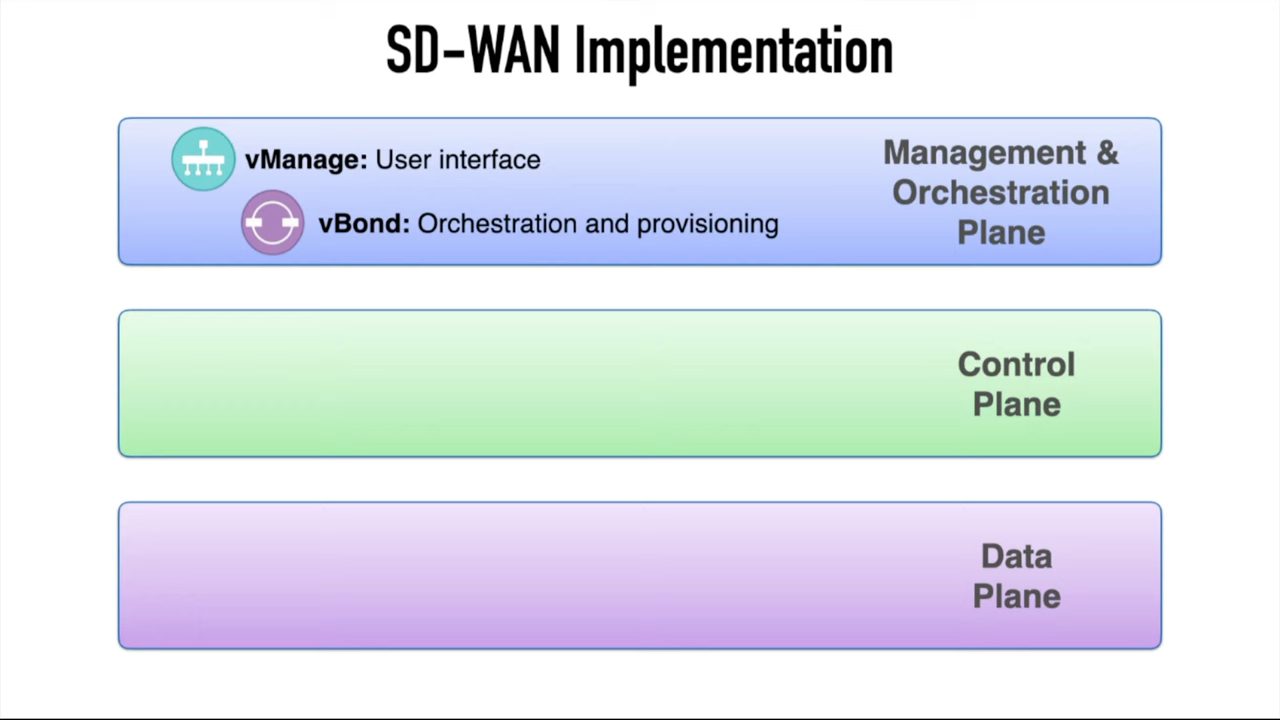 SD-WAN Implementation
vManage: User interface
vBond: Orchestration and provisioning
Management &
Orchestration
Plane
Control
Plane
Data
Plane